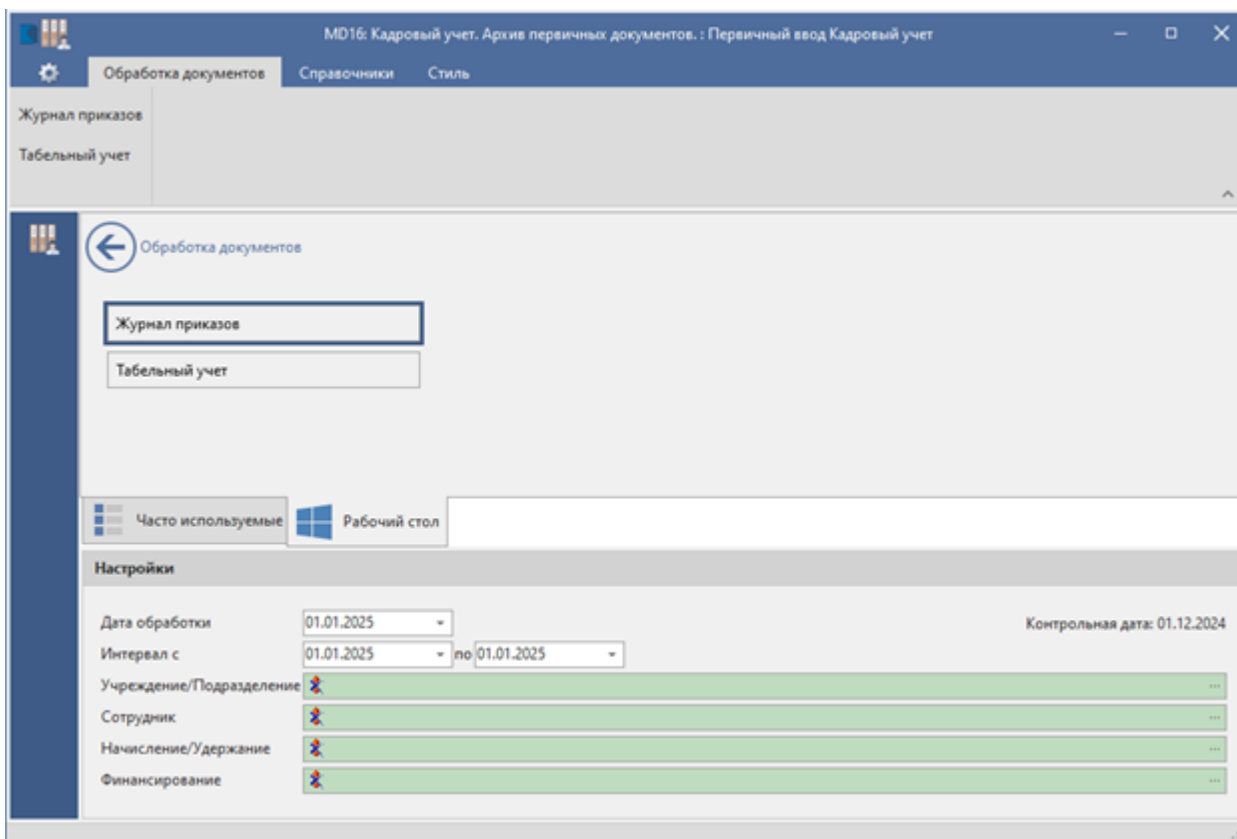 MD16: Кадровый учет. Архив первичных документов. : Первичный ввод Кадровый учет
Обработка документов Справочники Стиль
Журнал приказов
Табельный учет
Обработка документов
Журнал приказов
Табельный учет
Часто используемые Рабочий стол
Настройки
Дата обработки 01.01.2025 Контрольная дата: 01.12.2024
Интервал с 01.01.2025 по 01.01.2025
Учреждение/Подразделение ...
Сотрудник ...
Начисление/Удержание ...
Финансирование ...